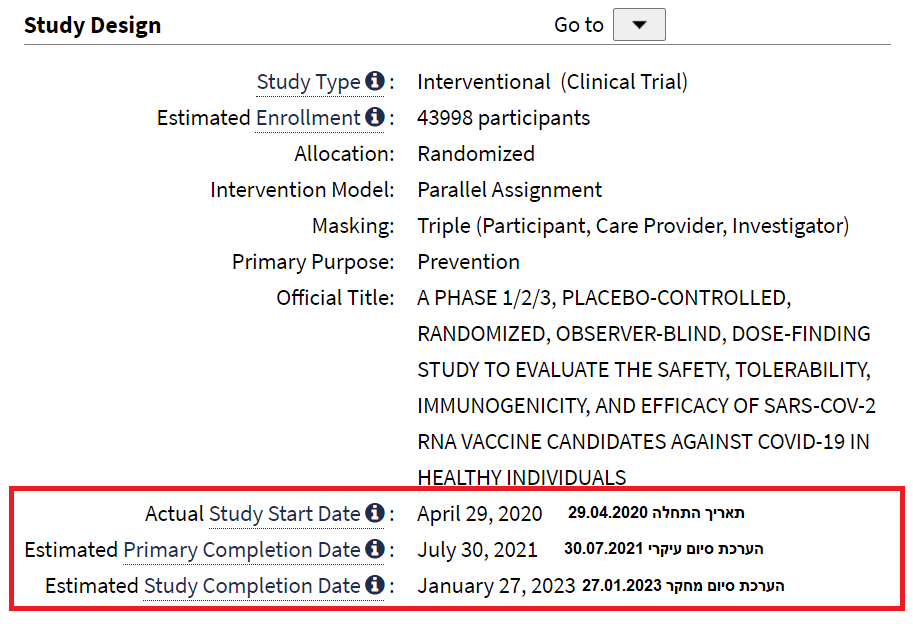 Study Design Go to
Study Type : Interventional (Clinical Trial)
Estimated Enrollment : 43998 participants
Allocation: Randomized
Intervention Model: Parallel Assignment
Masking: Triple (Participant, Care Provider, Investigator)
Primary Purpose: Prevention
Official Title: A PHASE 1/2/3, PLACEBO-CONTROLLED,
RANDOMIZED, OBSERVER-BLIND, DOSE-FINDING
STUDY TO EVALUATE THE SAFETY, TOLERABILITY,
IMMUNOGENICITY, AND EFFICACY OF SARS-COV-2
RNA VACCINE CANDIDATES AGAINST COVID-19 IN
HEALTHY INDIVIDUALS
Actual Study Start Date : April 29, 2020 תאריך התחלה 29.04.2020
Estimated Primary Completion Date : July 30, 2021 הערכת סיום עיקרי 30.07.2021
Estimated Study Completion Date : January 27, 2023 הערכת סיום מחקר 27.01.2023